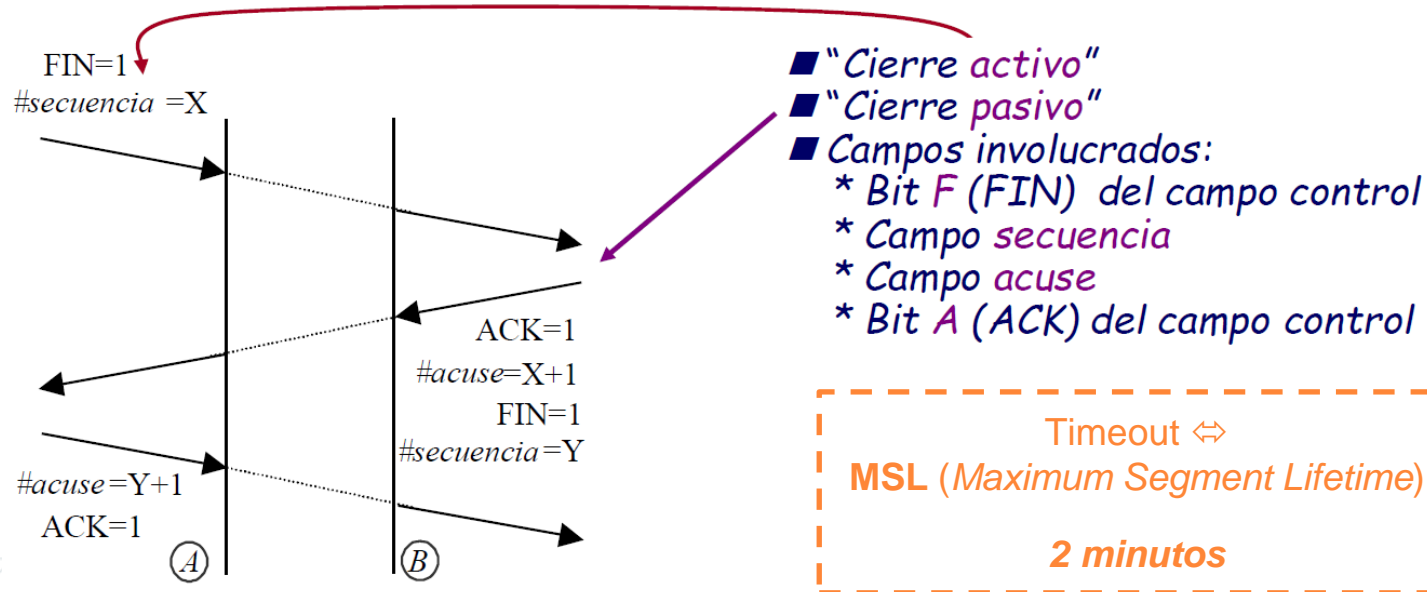 FIN=1
#secuencia =X
ACK=1
#acuse=X+1
FIN=1
#secuencia=Y
#acuse=Y+1
ACK=1
A
B
"Cierre activo"
"Cierre pasivo"
Campos involucrados:
* Bit F (FIN) del campo control
* Campo secuencia
* Campo acuse
* Bit A (ACK) del campo control
Timeout ⇔
MSL (Maximum Segment Lifetime)
2 minutos